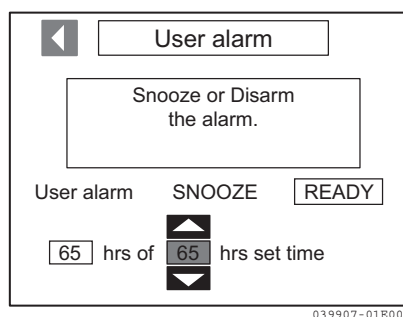 User alarm
Snooze or Disarm
the alarm.
User alarm SNOOZE READY
65 hrs of 65 hrs set time
039907-01E00